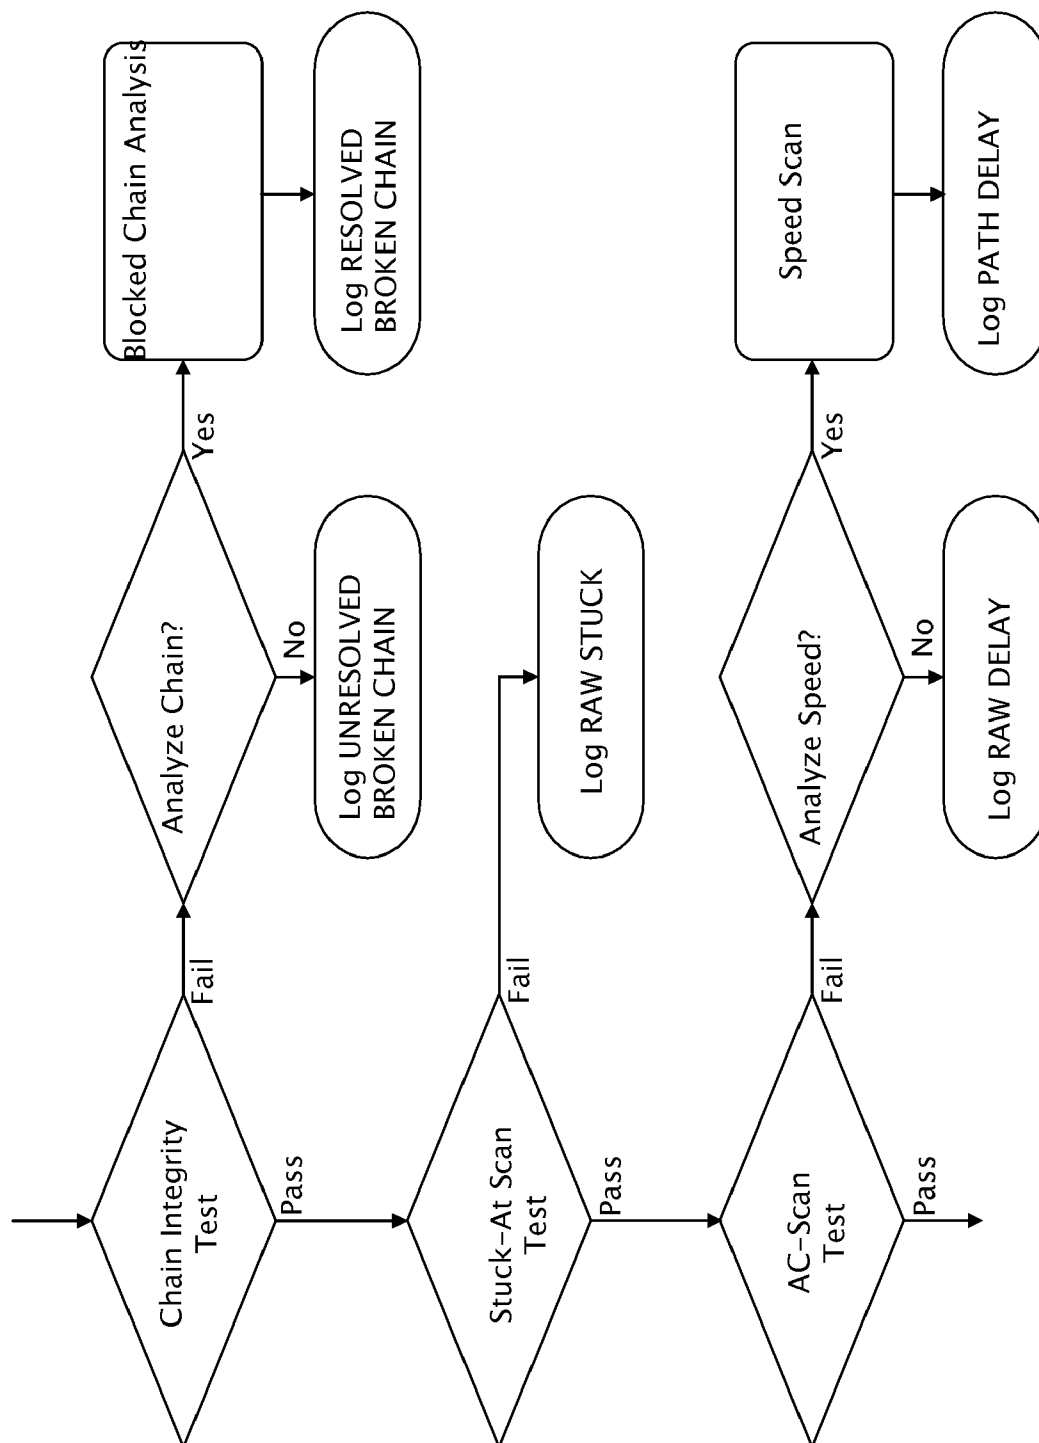 Chain Integrity
Test
Fail
Pass
Analyze Chain?
Yes
No
Blocked Chain Analysis
Log RESOLVED
BROKEN CHAIN
Log UNRESOLVED
BROKEN CHAIN
Stuck-At Scan
Test
Fail
Pass
Log RAW STUCK
AC-Scan
Test
Fail
Pass
Analyze Speed?
Yes
No
Speed Scan
Log PATH DELAY
Log RAW DELAY